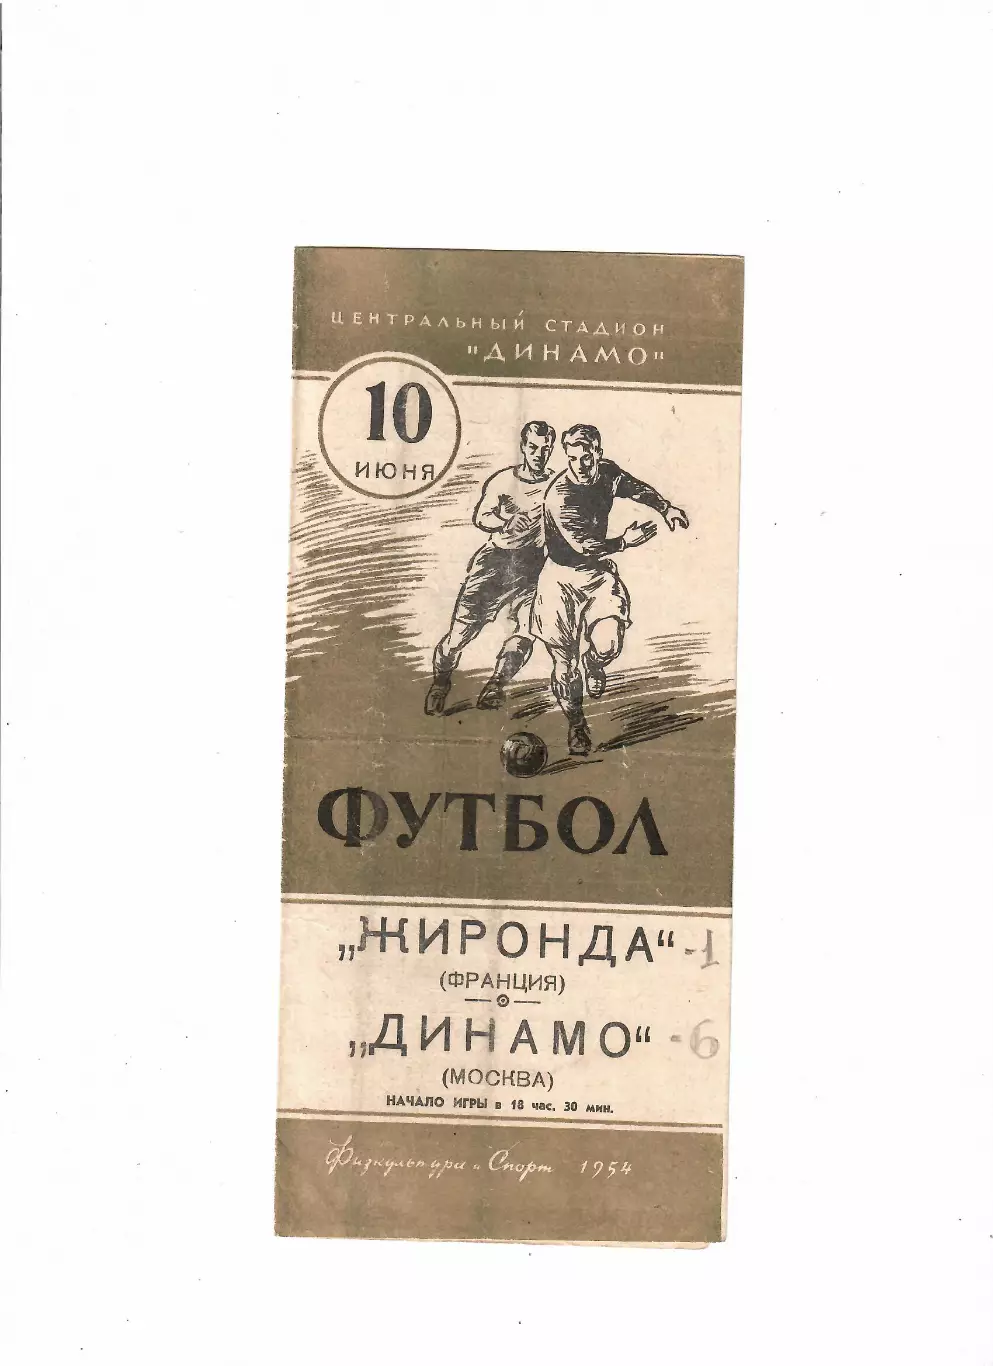 ЦЕНТРАЛЬНЫЙ СТАДИОН
"ДИНАМО"
10
ИЮНЯ
ФУТБОЛ
„ЖИРОНДА“ -1
(ФРАНЦИЯ)
„ДИНАМО“ -6
(МОСКВА)
НАЧАЛО ИГРЫ в 18 час. 30 мин.
Физкультура и Спорт 1954